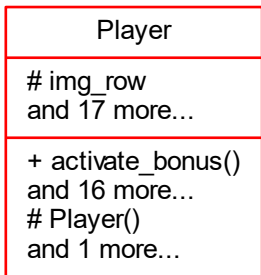 Player
# img_row
and 17 more...
+ activate_bonus()
and 16 more...
# Player()
and 1 more...